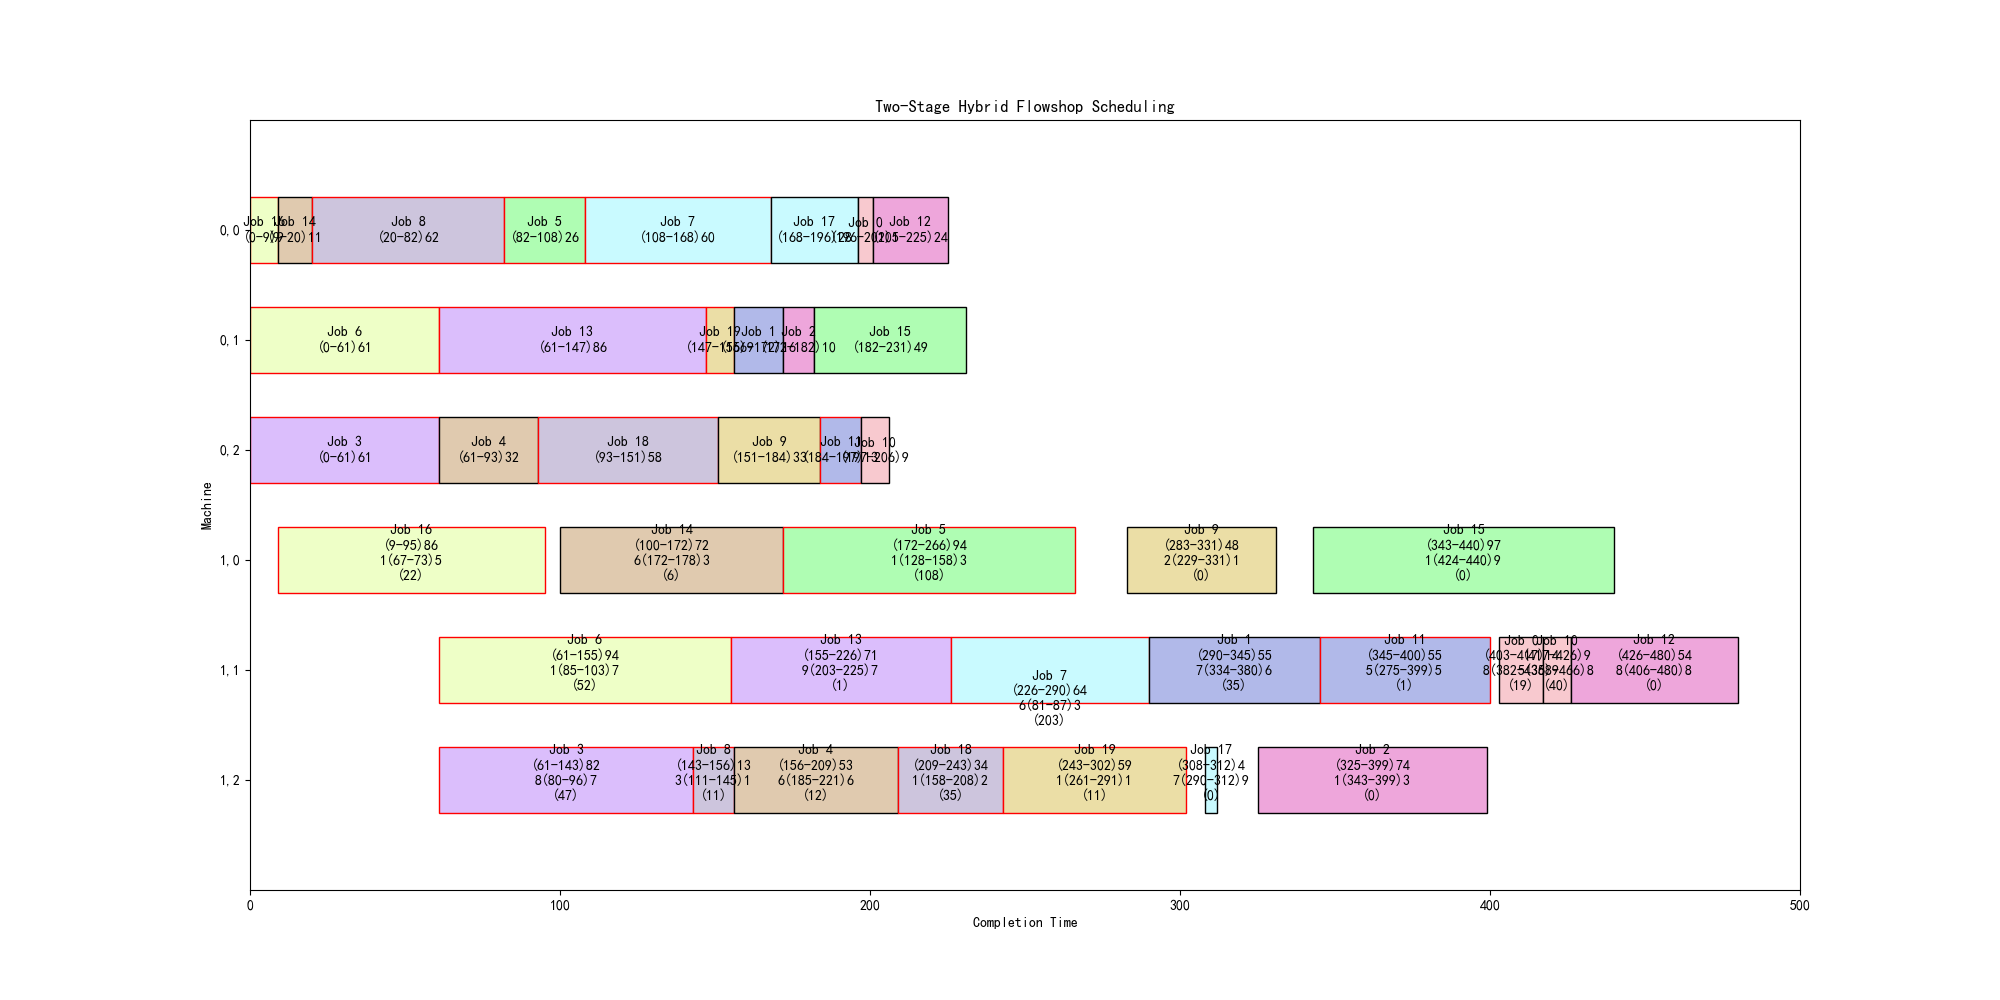 Two-Stage Hybrid Flowshop Scheduling
Machine
0,0
Job 16
(0-9)9
Job 14
(9-20)11
Job 8
(20-82)62
Job 5
(82-108)26
Job 7
(108-168)60
Job 17
(168-196)28
Job 0
(196-201)5
Job 12
(201-225)24
0,1
Job 6
(0-61)61
Job 13
(61-147)86
Job 19
(147-156)9
Job 1
(156-172)16
Job 2
(172-182)10
Job 15
(182-231)49
0,2
Job 3
(0-61)61
Job 4
(61-93)32
Job 18
(93-151)58
Job 9
(151-184)33
Job 11
(184-197)13
Job 10
(197-206)9
1,0
Job 16
(9-95)86
1(67-73)5
(22)
Job 14
(100-172)72
6(172-178)3
(6)
Job 5
(172-266)94
1(128-158)3
(108)
Job 9
(283-331)48
2(229-331)1
(0)
Job 15
(343-440)97
1(424-440)9
(0)
1,1
Job 6
(61-155)94
1(85-103)7
(52)
Job 13
(155-226)71
9(203-225)7
(1)
Job 7
(226-290)64
6(81-87)3
(203)
Job 1
(290-345)55
7(334-380)6
(35)
Job 11
(345-400)55
5(275-399)5
(1)
Job 0
(403-417)14
(19)
Job 10
(417-426)9
(40)
Job 12
(426-480)54
8(406-480)8
(0)
1,2
Job 3
(61-143)82
8(80-96)7
(47)
Job 8
(143-156)13
3(111-145)1
(11)
Job 4
(156-209)53
6(185-221)6
(12)
Job 18
(209-243)34
1(158-208)2
(35)
Job 19
(243-302)59
1(261-291)1
(11)
Job 17
(308-312)4
7(290-312)9
(0)
Job 2
(325-399)74
1(343-399)3
(0)
0
100
200
300
400
500
Completion Time